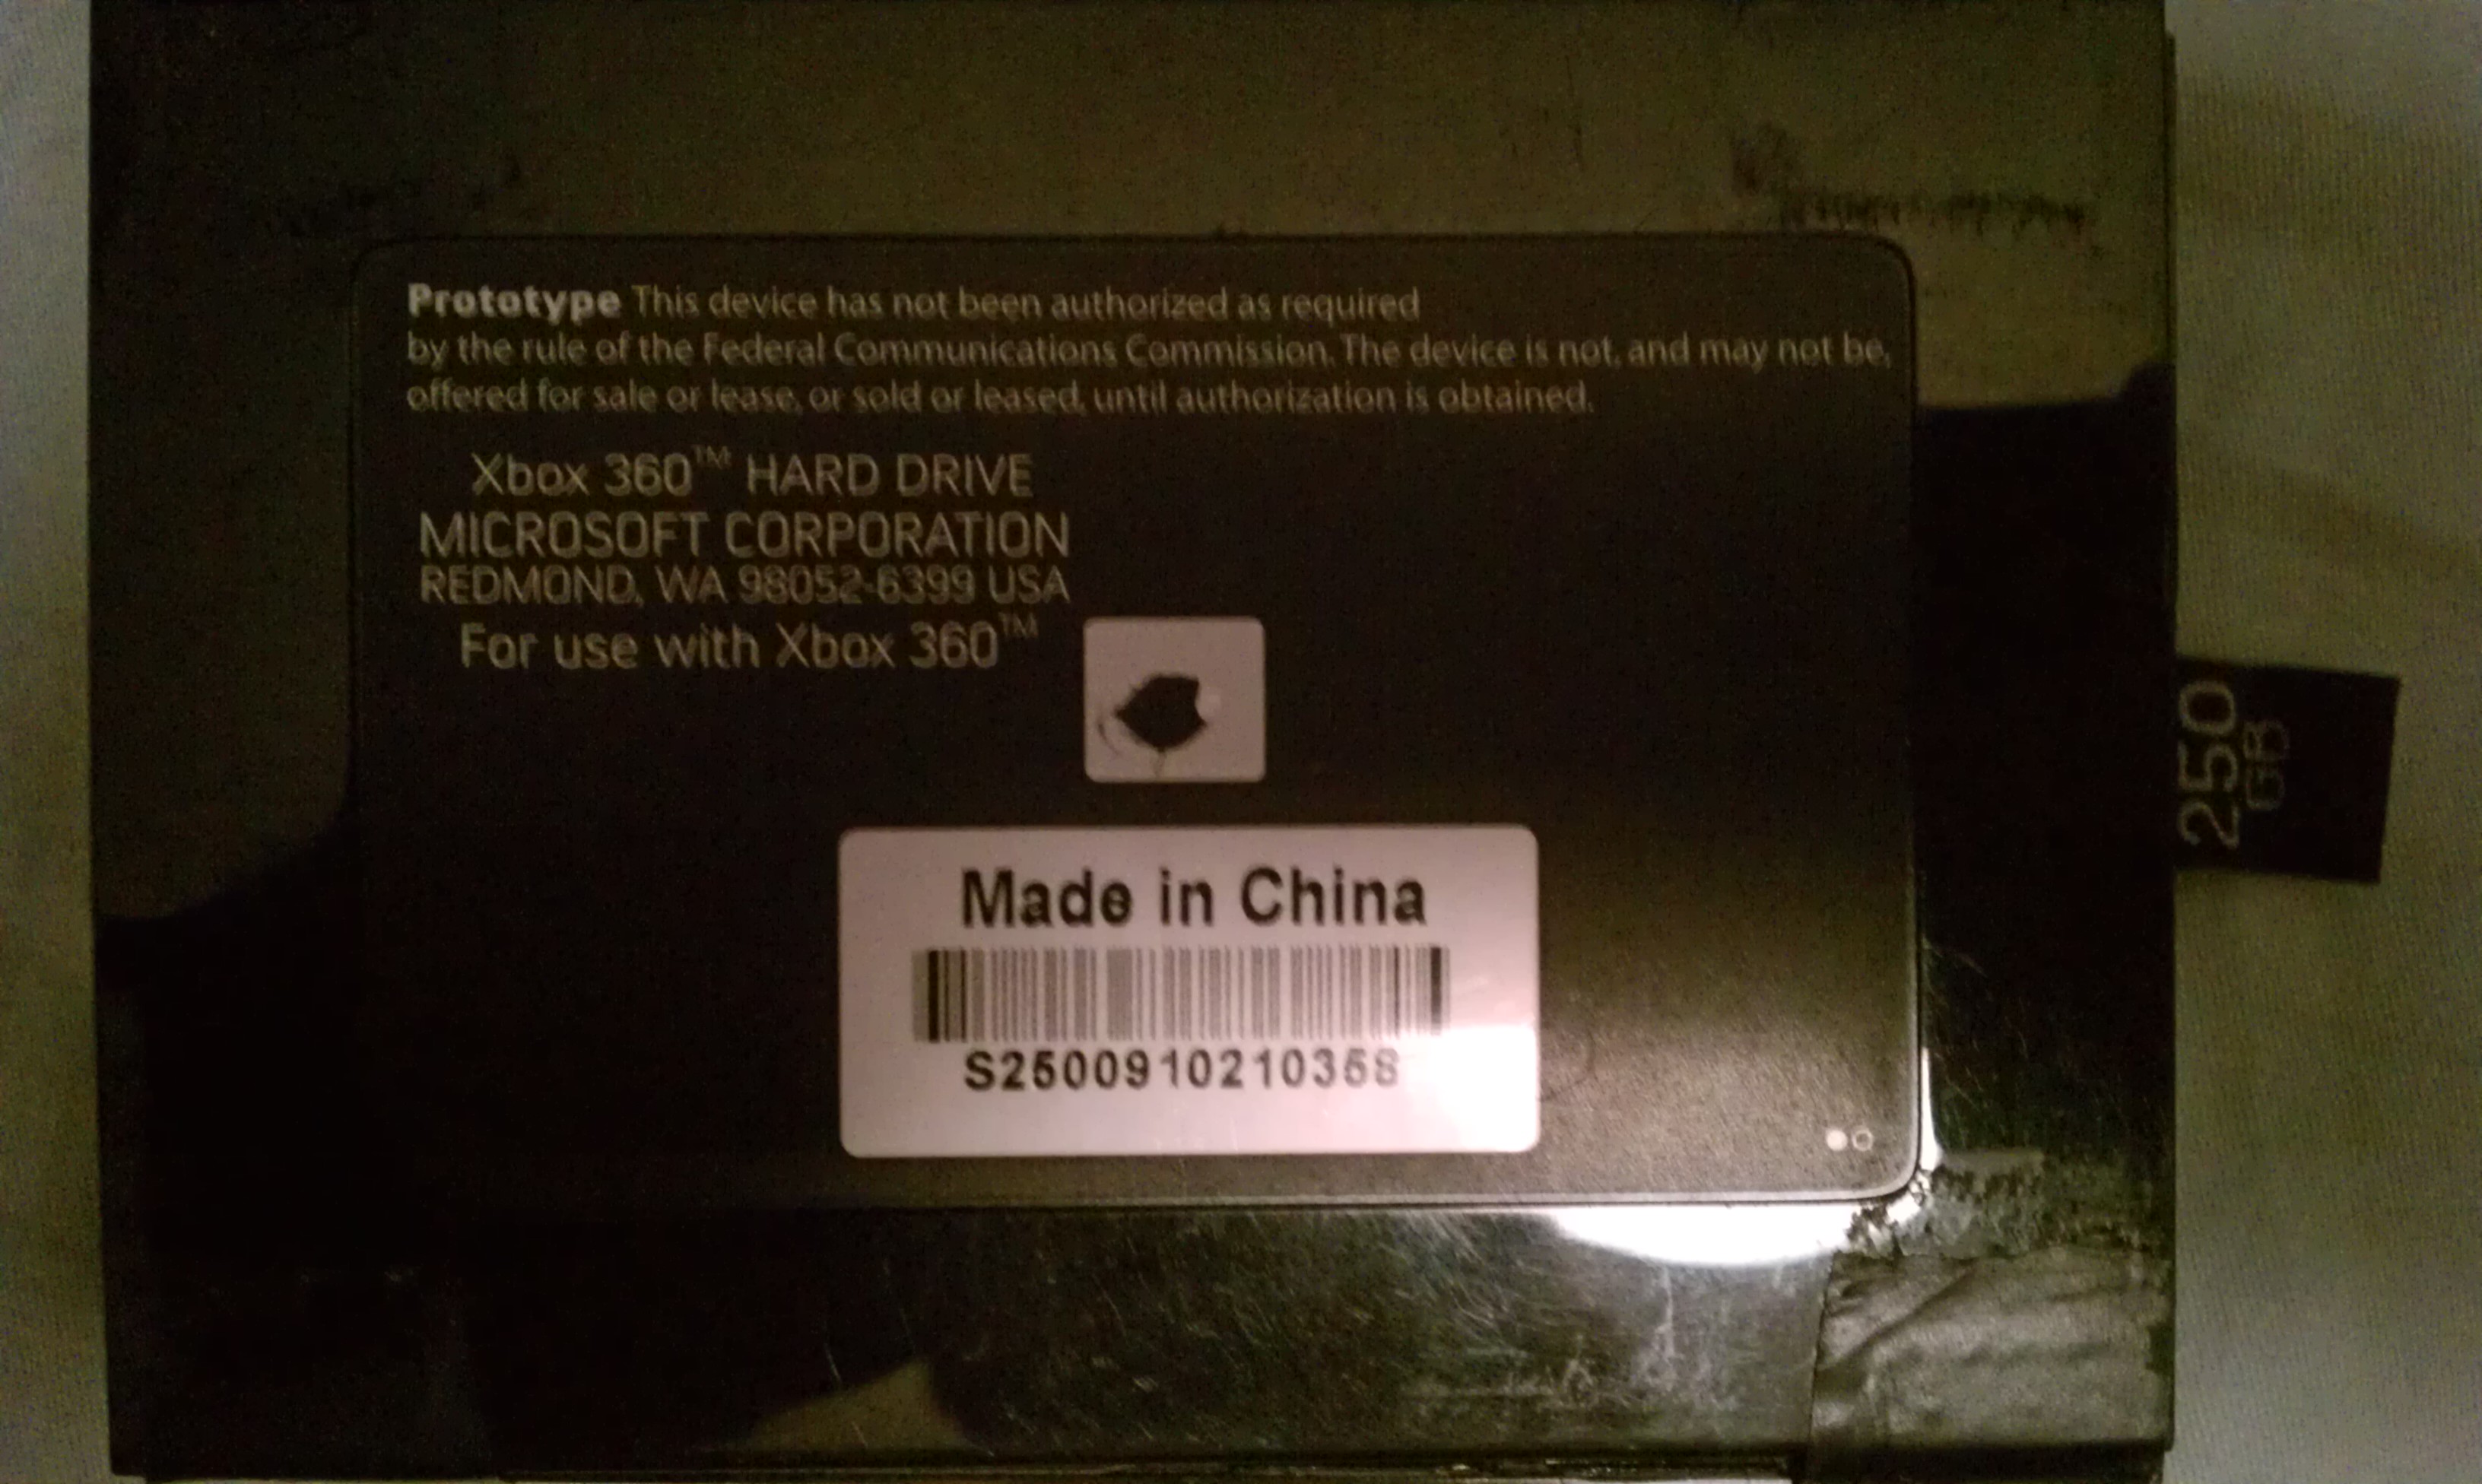 Prototype This device has not been authorized as required
by the rule of the Federal Communications Commission. The device is not, and may not be,
offered for sale or lease, or sold or leased, until authorization is obtained.
Xbox 360™ HARD DRIVE
MICROSOFT CORPORATION
REDMOND, WA 98052-6399 USA
For use with Xbox 360™
Made in China
S2500910210358
250
GB